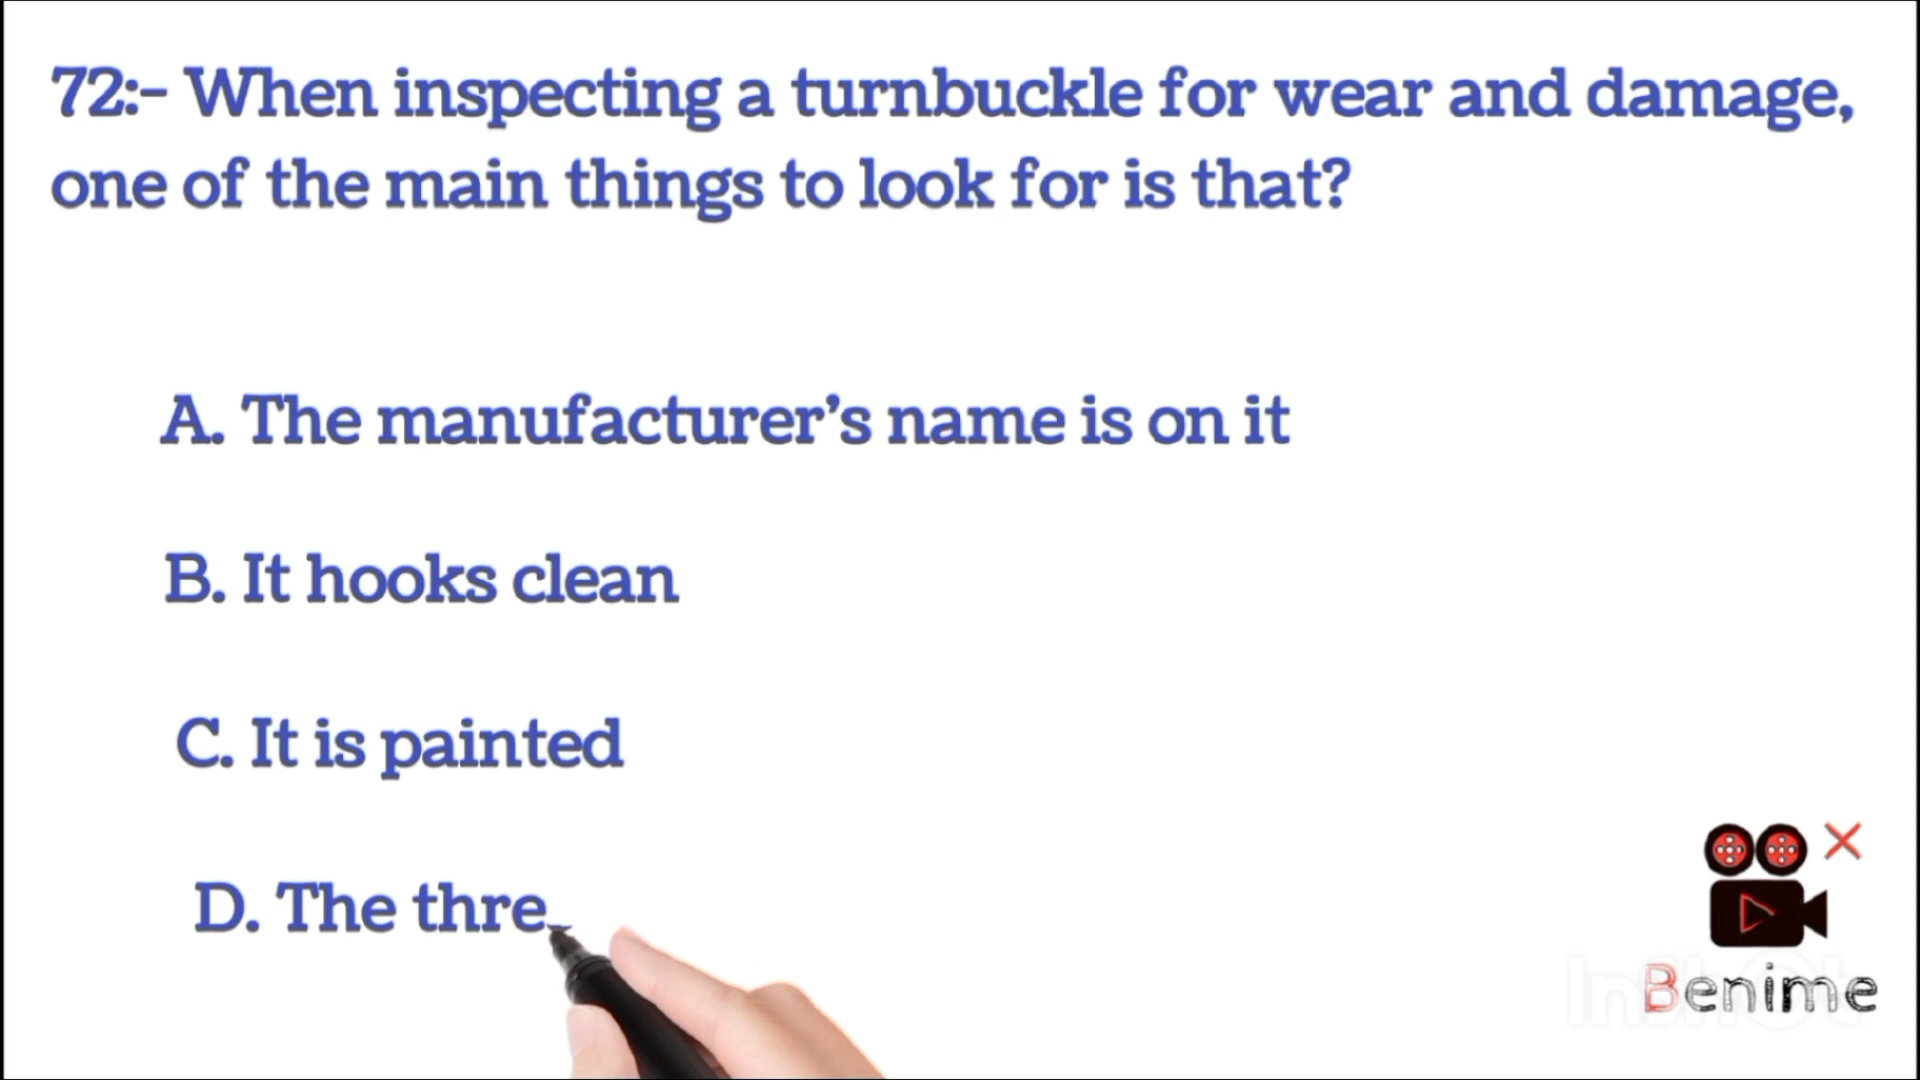 72:- When inspecting a turnbuckle for wear and damage,
one of the main things to look for is that?
A. The manufacturer's name is on it
B. It hooks clean
C. It is painted
D. The thre
InShot
Benime